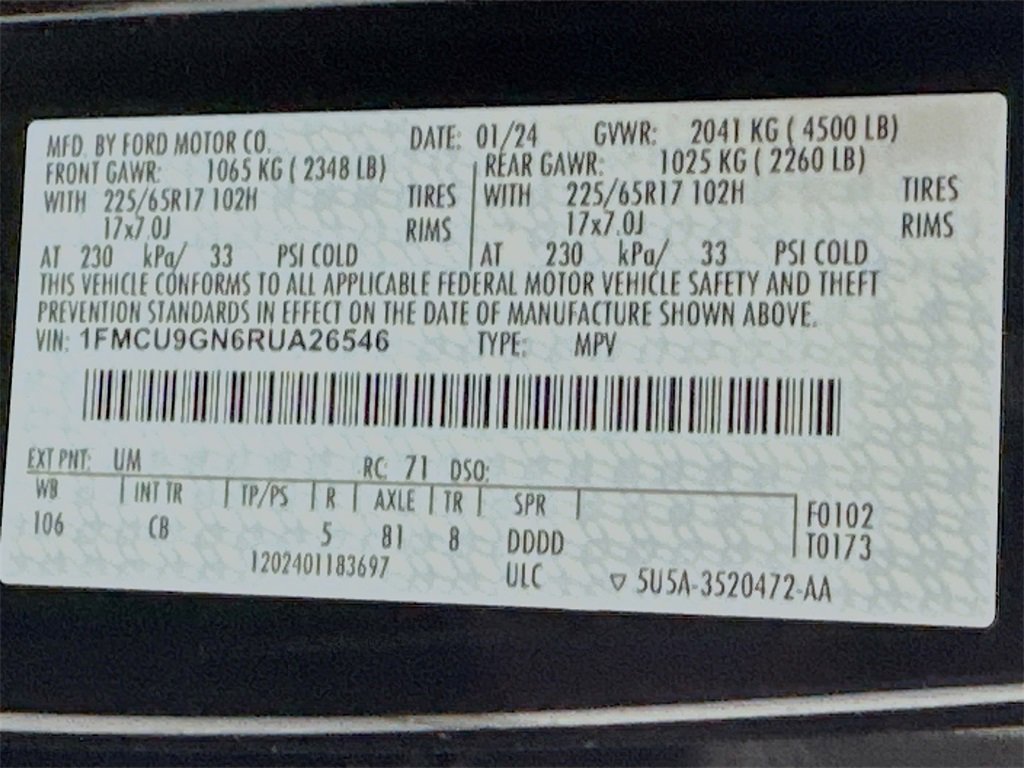 MFD. BY FORD MOTOR CO. DATE: 01/24 GVWR: 2041 KG ( 4500 LB)
FRONT GAWR: 1065 KG ( 2348 LB) REAR GAWR: 1025 KG ( 2260 LB)
WITH 225/65R17 102H TIRES WITH 225/65R17 102H TIRES
17x7.0J RIMS 17x7.0J RIMS
AT 230 kPa/ 33 PSI COLD AT 230 kPa/ 33 PSI COLD
THIS VEHICLE CONFORMS TO ALL APPLICABLE FEDERAL MOTOR VEHICLE SAFETY AND THEFT
PREVENTION STANDARDS IN EFFECT ON THE DATE OF MANUFACTURE SHOWN ABOVE.
VIN: 1FMCU9GN6RUA26546 TYPE: MPV
EXT PNT: UM RC: 71 DSO:
WB INT TR TP/PS R AXLE TR SPR
106 CB 5 81 8 DDDD
F0102
T0173
1202401183697 ULC ▽ 5U5A-3520472-AA